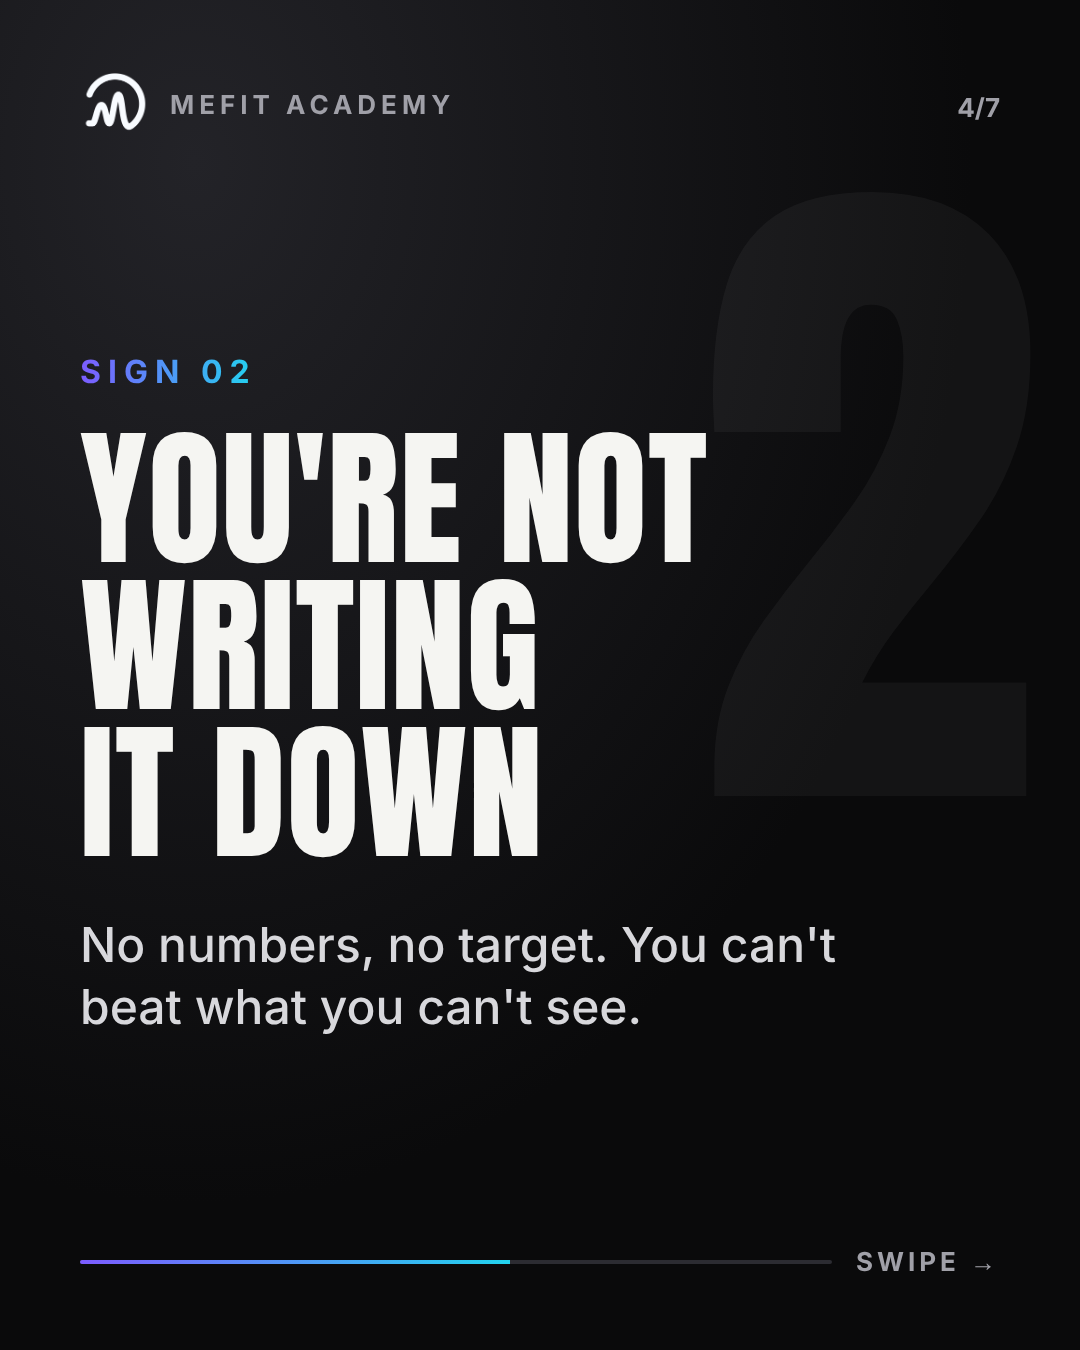 MEFIT ACADEMY
4/7
2
SIGN 02
YOU'RE NOT
WRITING
IT DOWN
No numbers, no target. You can't
beat what you can't see.
SWIPE →